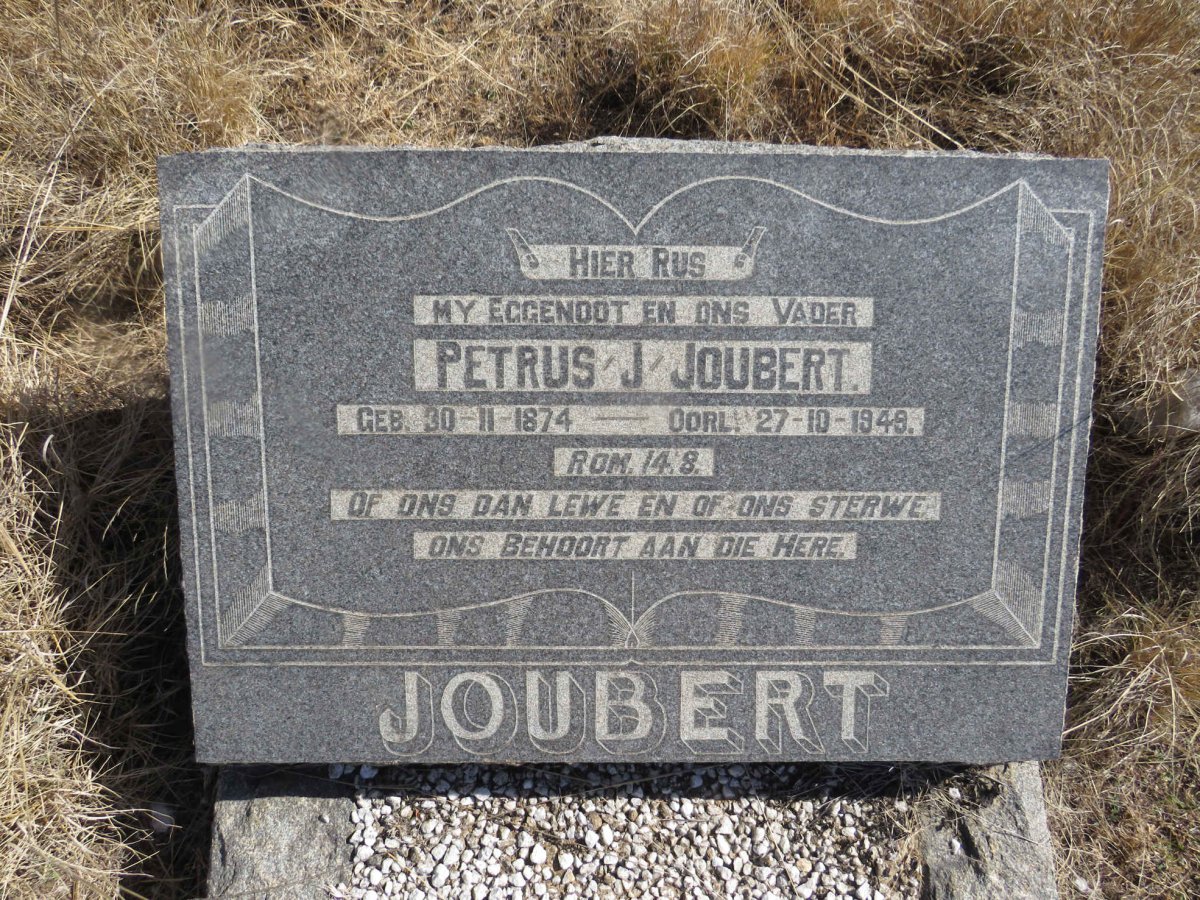 HIER RUS
MY EGGENOOT EN ONS VADER
PETRUS J JOUBERT.
GEB. 30-11-1874 — OORL. 27-10-1949.
ROM. 14.8.
OF ONS DAN LEWE EN OF ONS STERWE,
ONS BEHOORT AAN DIE HERE.
JOUBERT